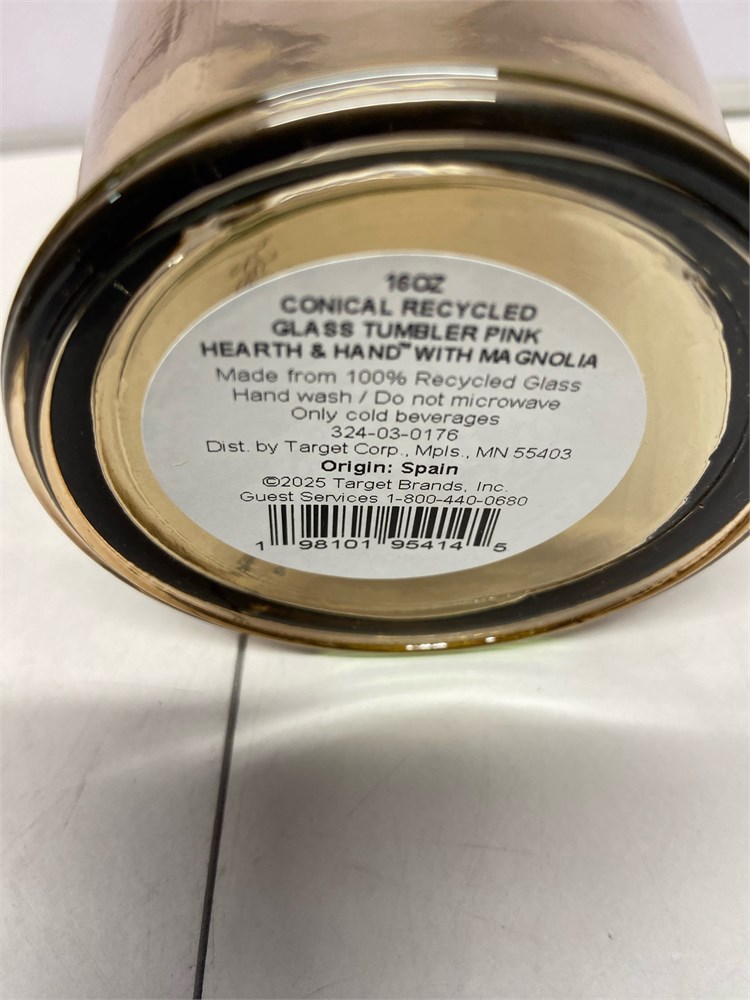 16OZ
CONICAL RECYCLED
GLASS TUMBLER PINK
HEARTH & HAND™ WITH MAGNOLIA
Made from 100% Recycled Glass
Hand wash / Do not microwave
Only cold beverages
324-03-0176
Dist. by Target Corp., Mpls., MN 55403
Origin: Spain
©2025 Target Brands, Inc.
Guest Services 1-800-440-0680
1 98101 95414 5